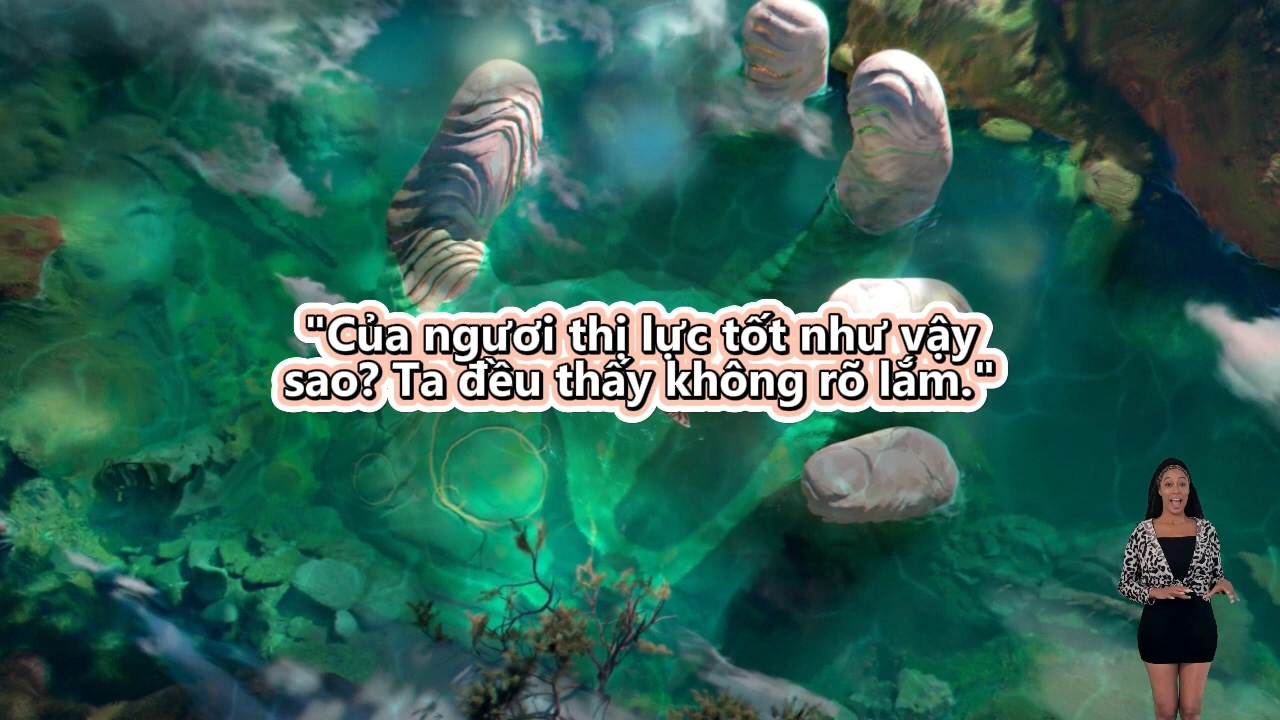 "Của ngươi thị lực tốt như vậy
sao? Ta đều thấy không rõ lắm."